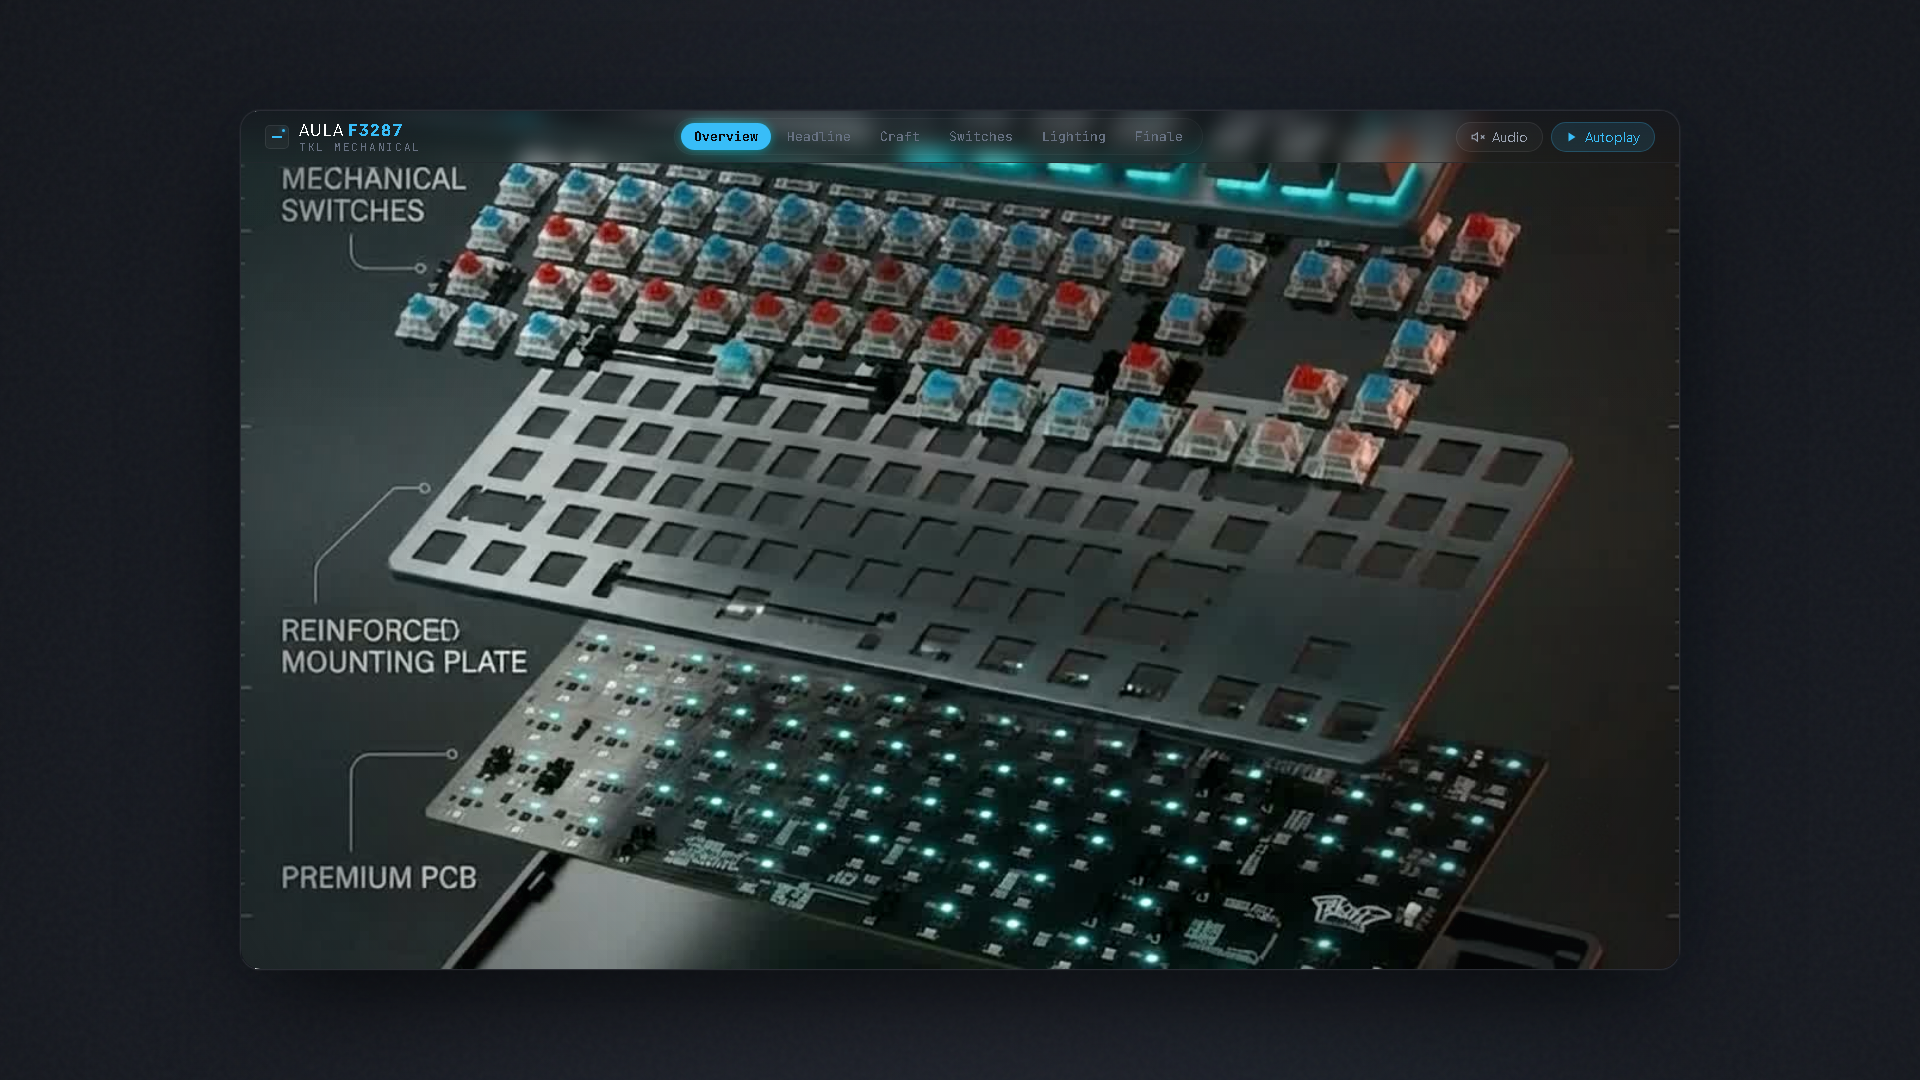 AULA F3287
TKL MECHANICAL
Overview
Headline
Craft
Switches
Lighting
Finale
Audio
Autoplay
MECHANICAL
SWITCHES
REINFORCED
MOUNTING PLATE
PREMIUM PCB